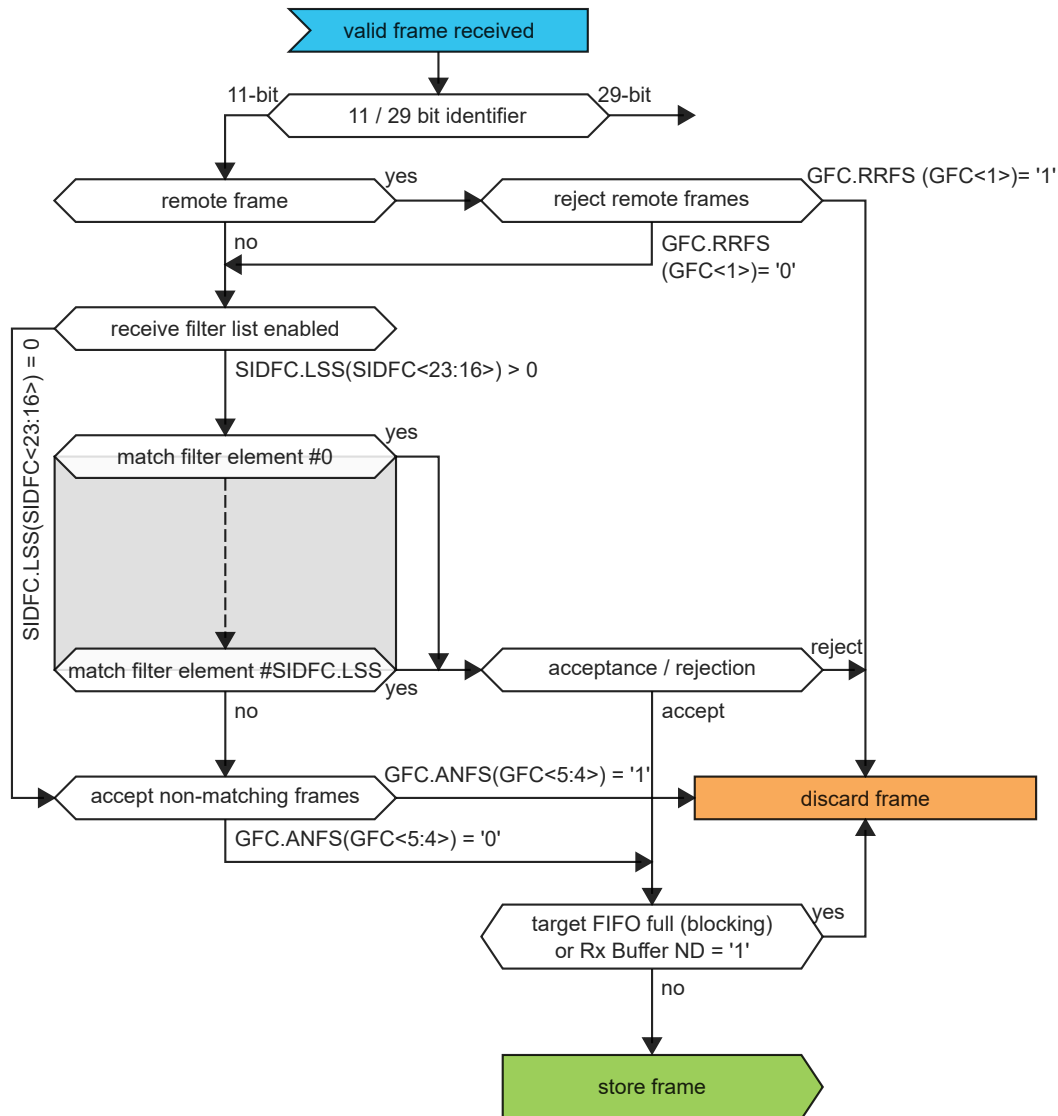 valid frame received
11-bit
29-bit
11 / 29 bit identifier
GFC.RRFS (GFC<1>)= '1'
yes
remote frame
reject remote frames
no
GFC.RRFS
(GFC<1>)= '0'
receive filter list enabled
SIDFC.LSS(SIDFC<23:16>) = 0
SIDFC.LSS(SIDFC<23:16>) > 0
yes
match filter element #0
reject
match filter element #SIDFC.LSS
yes
acceptance / rejection
no
accept
GFC.ANFS(GFC<5:4>) = '1'
accept non-matching frames
discard frame
GFC.ANFS(GFC<5:4>) = '0'
yes
target FIFO full (blocking)
or Rx Buffer ND = '1'
no
store frame